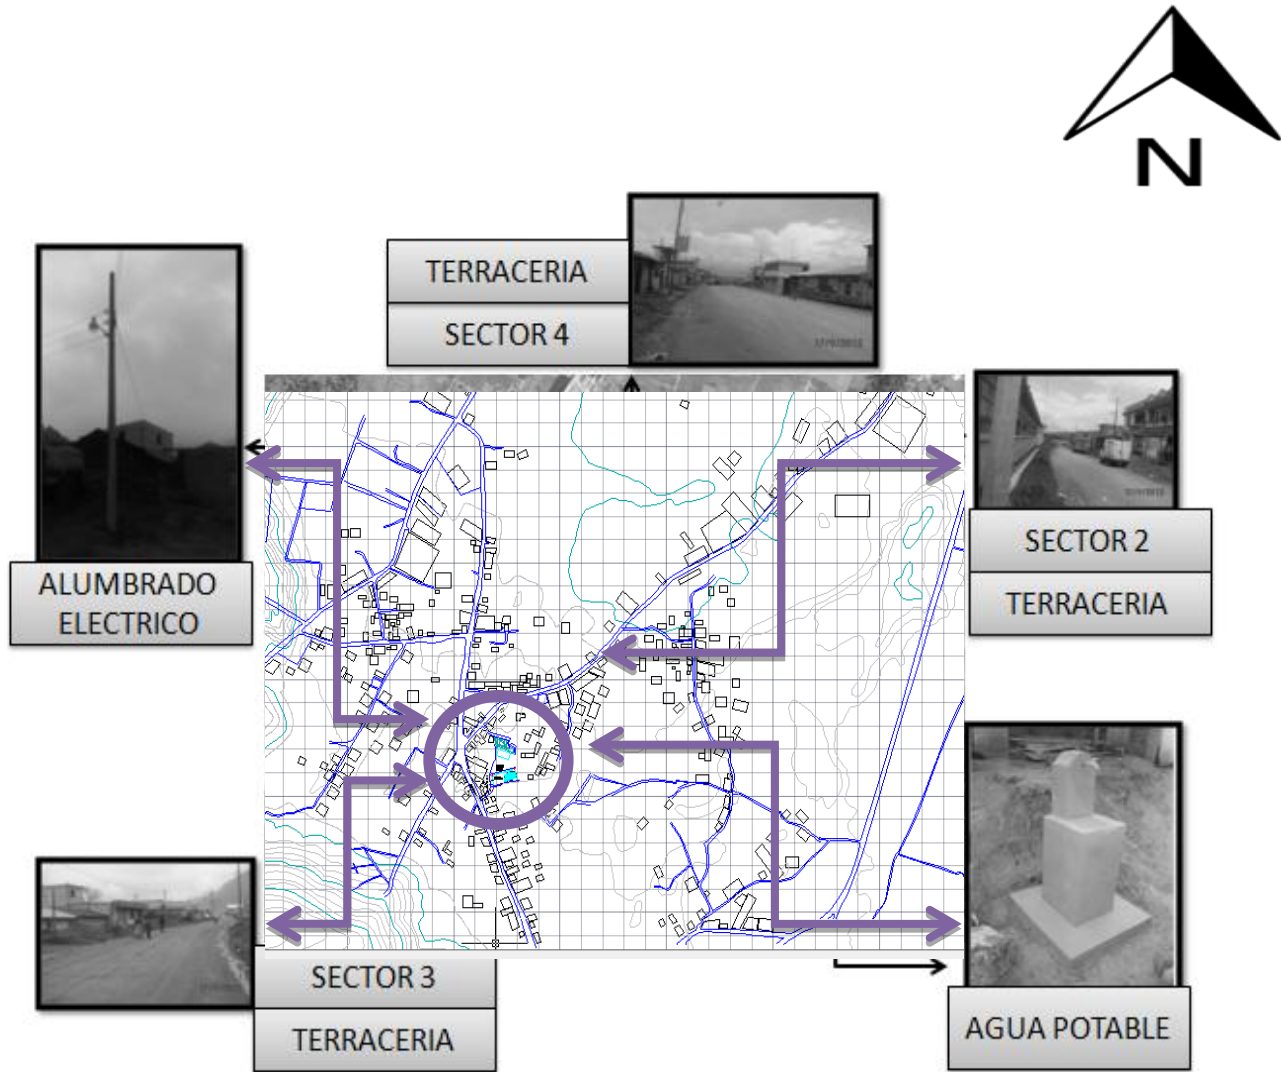 N
TERRACERIA
SECTOR 4
ALUMBRADO
ELECTRICO
SECTOR 2
TERRACERIA
SECTOR 3
TERRACERIA
AGUA POTABLE